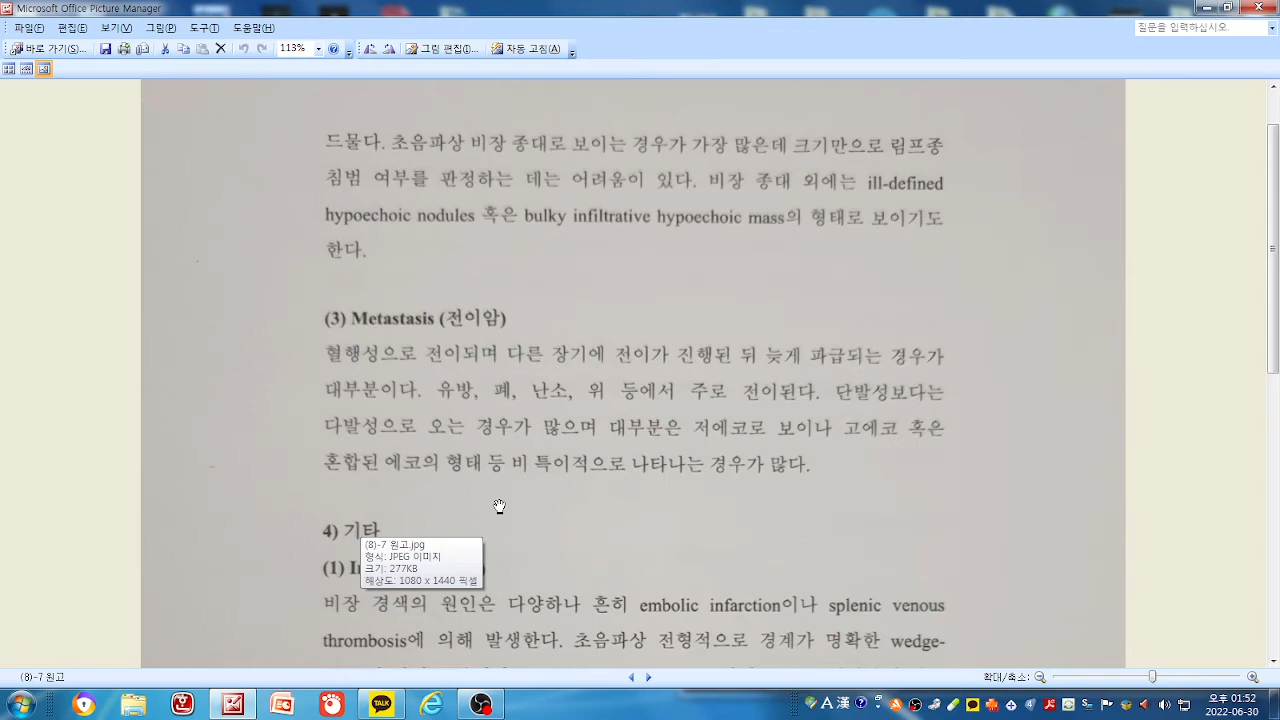 Microsoft Office Picture Manager
파일(F) 편집(E) 보기(V) 그림(P) 도구(T) 도움말(H)
질문을 입력하십시오.
바로 가기(S)... 113% 그림 편집(I)... 자동 고침(A)
드물다. 초음파상 비장 종대로 보이는 경우가 가장 많은데 크기만으로 림프종
침범 여부를 판정하는 데는 어려움이 있다. 비장 종대 외에는 ill-defined
hypoechoic nodules 혹은 bulky infiltrative hypoechoic mass의 형태로 보이기도
한다.
(3) Metastasis (전이암)
혈행성으로 전이되며 다른 장기에 전이가 진행된 뒤 늦게 파급되는 경우가
대부분이다. 유방, 폐, 난소, 위 등에서 주로 전이된다. 단발성보다는
다발성으로 오는 경우가 많으며 대부분은 저에코로 보이나 고에코 혹은
혼합된 에코의 형태 등 비 특이적으로 나타나는 경우가 많다.
4) 기타
(8)-7 원고.jpg
형식: JPEG 이미지
크기: 277KB
해상도: 1080 x 1440 픽셀
(1)
비장 경색의 원인은 다양하나 흔히 embolic infarction이나 splenic venous
thrombosis에 의해 발생한다. 초음파상 전형적으로 경계가 명확한 wedge-
(8)-7 원고
확대/축소:
TALK
A 漢
오후 01:52
2022-06-30